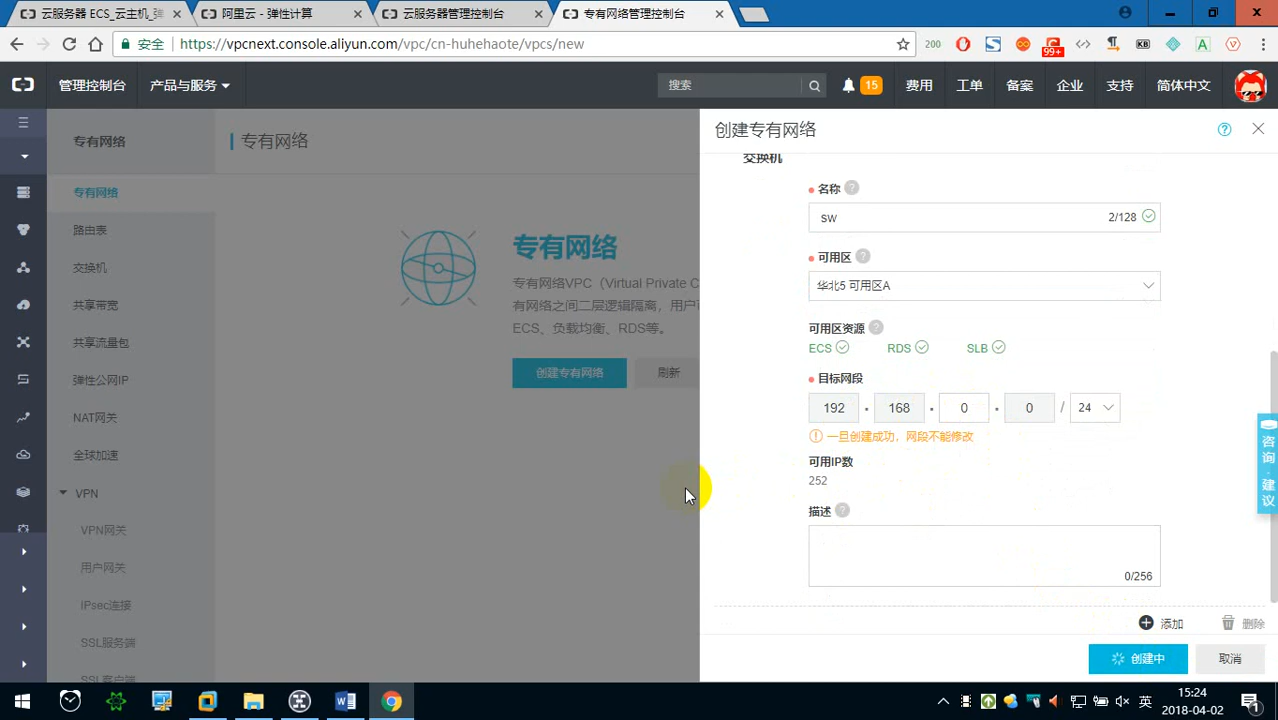 云服务器 ECS_云主机_弹
阿里云 - 弹性计算
云服务器管理控制台
专有网络管理控制台
安全
https://vpcnext.console.aliyun.com/vpc/cn-huhehaote/vpcs/new
200
99+
KB
A
管理控制台
产品与服务
搜索
15
费用
工单
备案
企业
支持
简体中文
专有网络
专有网络
路由表
交换机
共享带宽
共享流量包
弹性公网IP
NAT网关
全球加速
VPN
VPN网关
用户网关
IPsec连接
SSL服务端
SSL客户端
专有网络
专有网络
专有网络VPC（Virtual Private C
有网络之间二层逻辑隔离，用户
ECS、负载均衡、RDS等。
创建专有网络
刷新
创建专有网络
交换机
名称
sw
2/128
可用区
华北5 可用区A
可用区资源
ECS
RDS
SLB
目标网段
192 . 168 . 0 . 0 / 24
一旦创建成功，网段不能修改
可用IP数
252
描述
0/256
添加
删除
创建中
取消
咨询·建议
英
15:24
2018-04-02
1